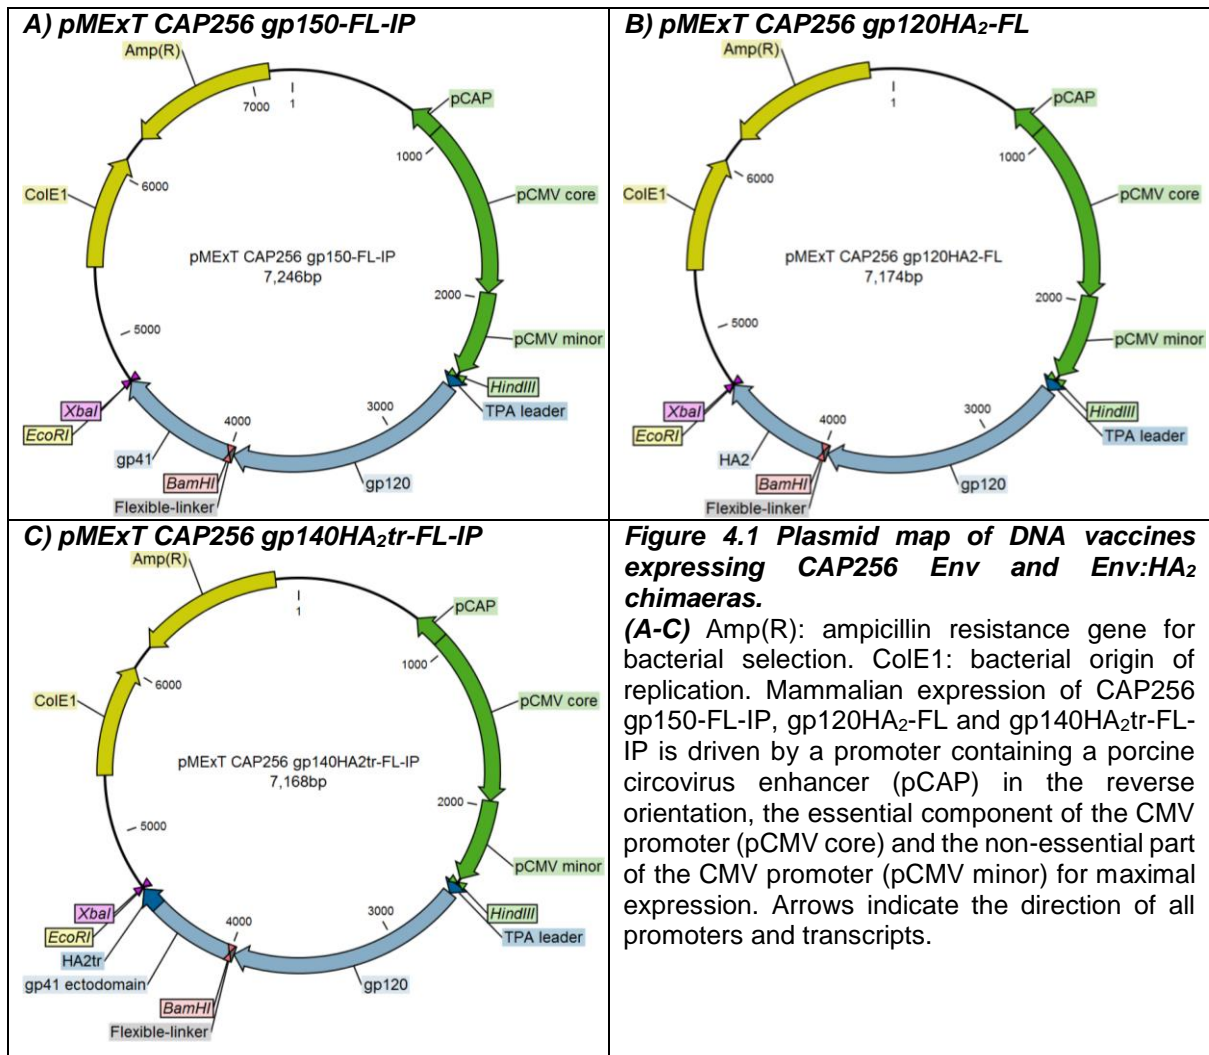 A) pMExT CAP256 gp150-FL-IP
Amp(R)
7000
1
pCAP
1000
ColE1
6000
pCMV core
pMExT CAP256 gp150-FL-IP
7,246bp
2000
5000
pCMV minor
HindIII
XbaI
TPA leader
3000
EcoRI
4000
gp41
BamHI
gp120
Flexible-linker
B) pMExT CAP256 gp120HA₂-FL
Amp(R)
1
pCAP
1000
6000
ColE1
pCMV core
pMExT CAP256 gp120HA2-FL
7,174bp
2000
5000
pCMV minor
XbaI
HindIII
3000
EcoRI
4000
TPA leader
HA2
BamHI
gp120
Flexible-linker
C) pMExT CAP256 gp140HA₂tr-FL-IP
Amp(R)
1
pCAP
1000
6000
ColE1
pCMV core
pMExT CAP256 gp140HA2tr-FL-IP
7,168bp
2000
5000
pCMV minor
XbaI
HindIII
3000
EcoRI
4000
TPA leader
HA2tr
gp41 ectodomain
gp120
BamHI
Flexible-linker
Figure 4.1 Plasmid map of DNA vaccines
expressing CAP256 Env and Env:HA₂
chimaeras.
(A-C) Amp(R): ampicillin resistance gene for
bacterial selection. ColE1: bacterial origin of
replication. Mammalian expression of CAP256
gp150-FL-IP, gp120HA₂-FL and gp140HA₂tr-FL-
IP is driven by a promoter containing a porcine
circovirus enhancer (pCAP) in the reverse
orientation, the essential component of the CMV
promoter (pCMV core) and the non-essential part
of the CMV promoter (pCMV minor) for maximal
expression. Arrows indicate the direction of all
promoters and transcripts.